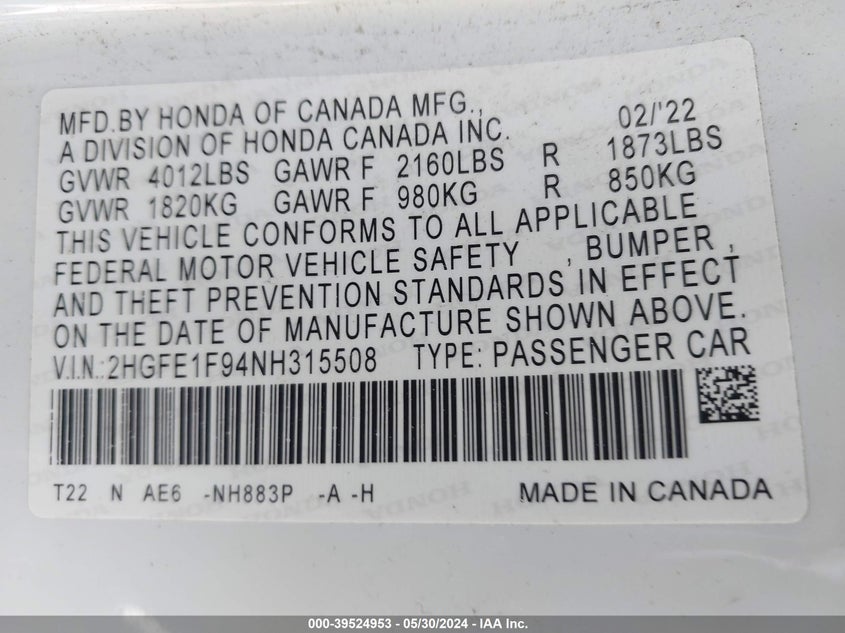 MFD.BY HONDA OF CANADA MFG., 02/'22
A DIVISION OF HONDA CANADA INC.
GVWR 4012LBS GAWR F 2160LBS R 1873LBS
GVWR 1820KG GAWR F 980KG R 850KG
THIS VEHICLE CONFORMS TO ALL APPLICABLE
FEDERAL MOTOR VEHICLE SAFETY , BUMPER ,
AND THEFT PREVENTION STANDARDS IN EFFECT
ON THE DATE OF MANUFACTURE SHOWN ABOVE.
V.I.N.:2HGFE1F94NH315508 TYPE: PASSENGER CAR
T22 N AE6 -NH883P -A -H MADE IN CANADA
000-39524953 — 05/30/2024 — IAA Inc.